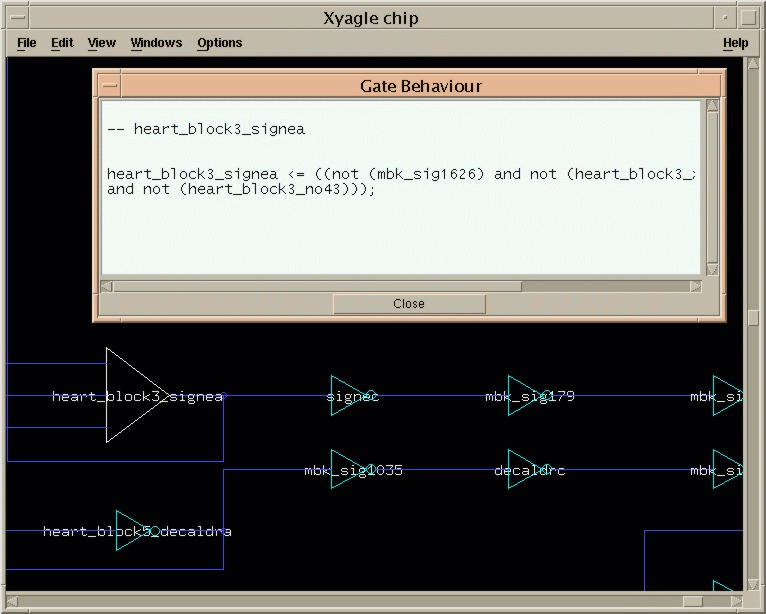 Xyagle chip
File Edit View Windows Options Help
Gate Behaviour
-- heart_block3_signea
heart_block3_signea <= ((not (mbk_sig1626) and not (heart_block3_
and not (heart_block3_no43)));
Close
heart_block3_signea signec mbk_sig179 mbk_si
mbk_sig1035 decaldrc mbk_si
heart_block5_decaldna